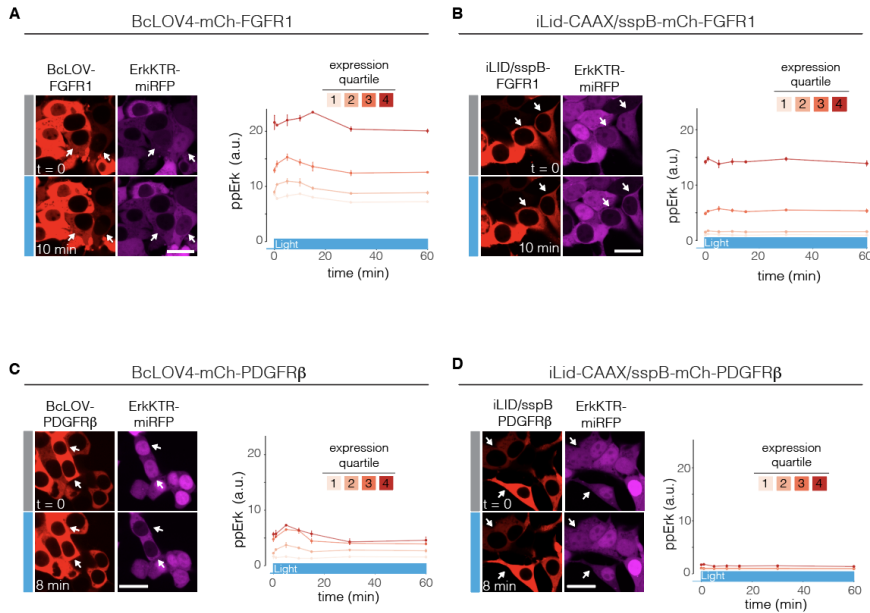 A
BcLOV4-mCh-FGFR1
BcLOV-
FGFR1
ErkKTR-
miRFP
t = 0
10 min
expression
quartile
1 2 3 4
ppErk (a.u.)
20
10
0
Light
0 20 40 60
time (min)
B
iLid-CAAX/sspB-mCh-FGFR1
iLID/sspB-
FGFR1
ErkKTR-
miRFP
t = 0
10 min
expression
quartile
1 2 3 4
ppErk (a.u.)
20
10
0
Light
0 20 40 60
time (min)
C
BcLOV4-mCh-PDGFRβ
BcLOV-
PDGFRβ
ErkKTR-
miRFP
t = 0
8 min
expression
quartile
1 2 3 4
ppErk (a.u.)
20
10
0
Light
0 20 40 60
time (min)
D
iLid-CAAX/sspB-mCh-PDGFRβ
iLID/sspB
PDGFRβ
ErkKTR-
miRFP
t = 0
8 min
expression
quartile
1 2 3 4
ppErk (a.u.)
20
10
0
Light
0 20 40 60
time (min)